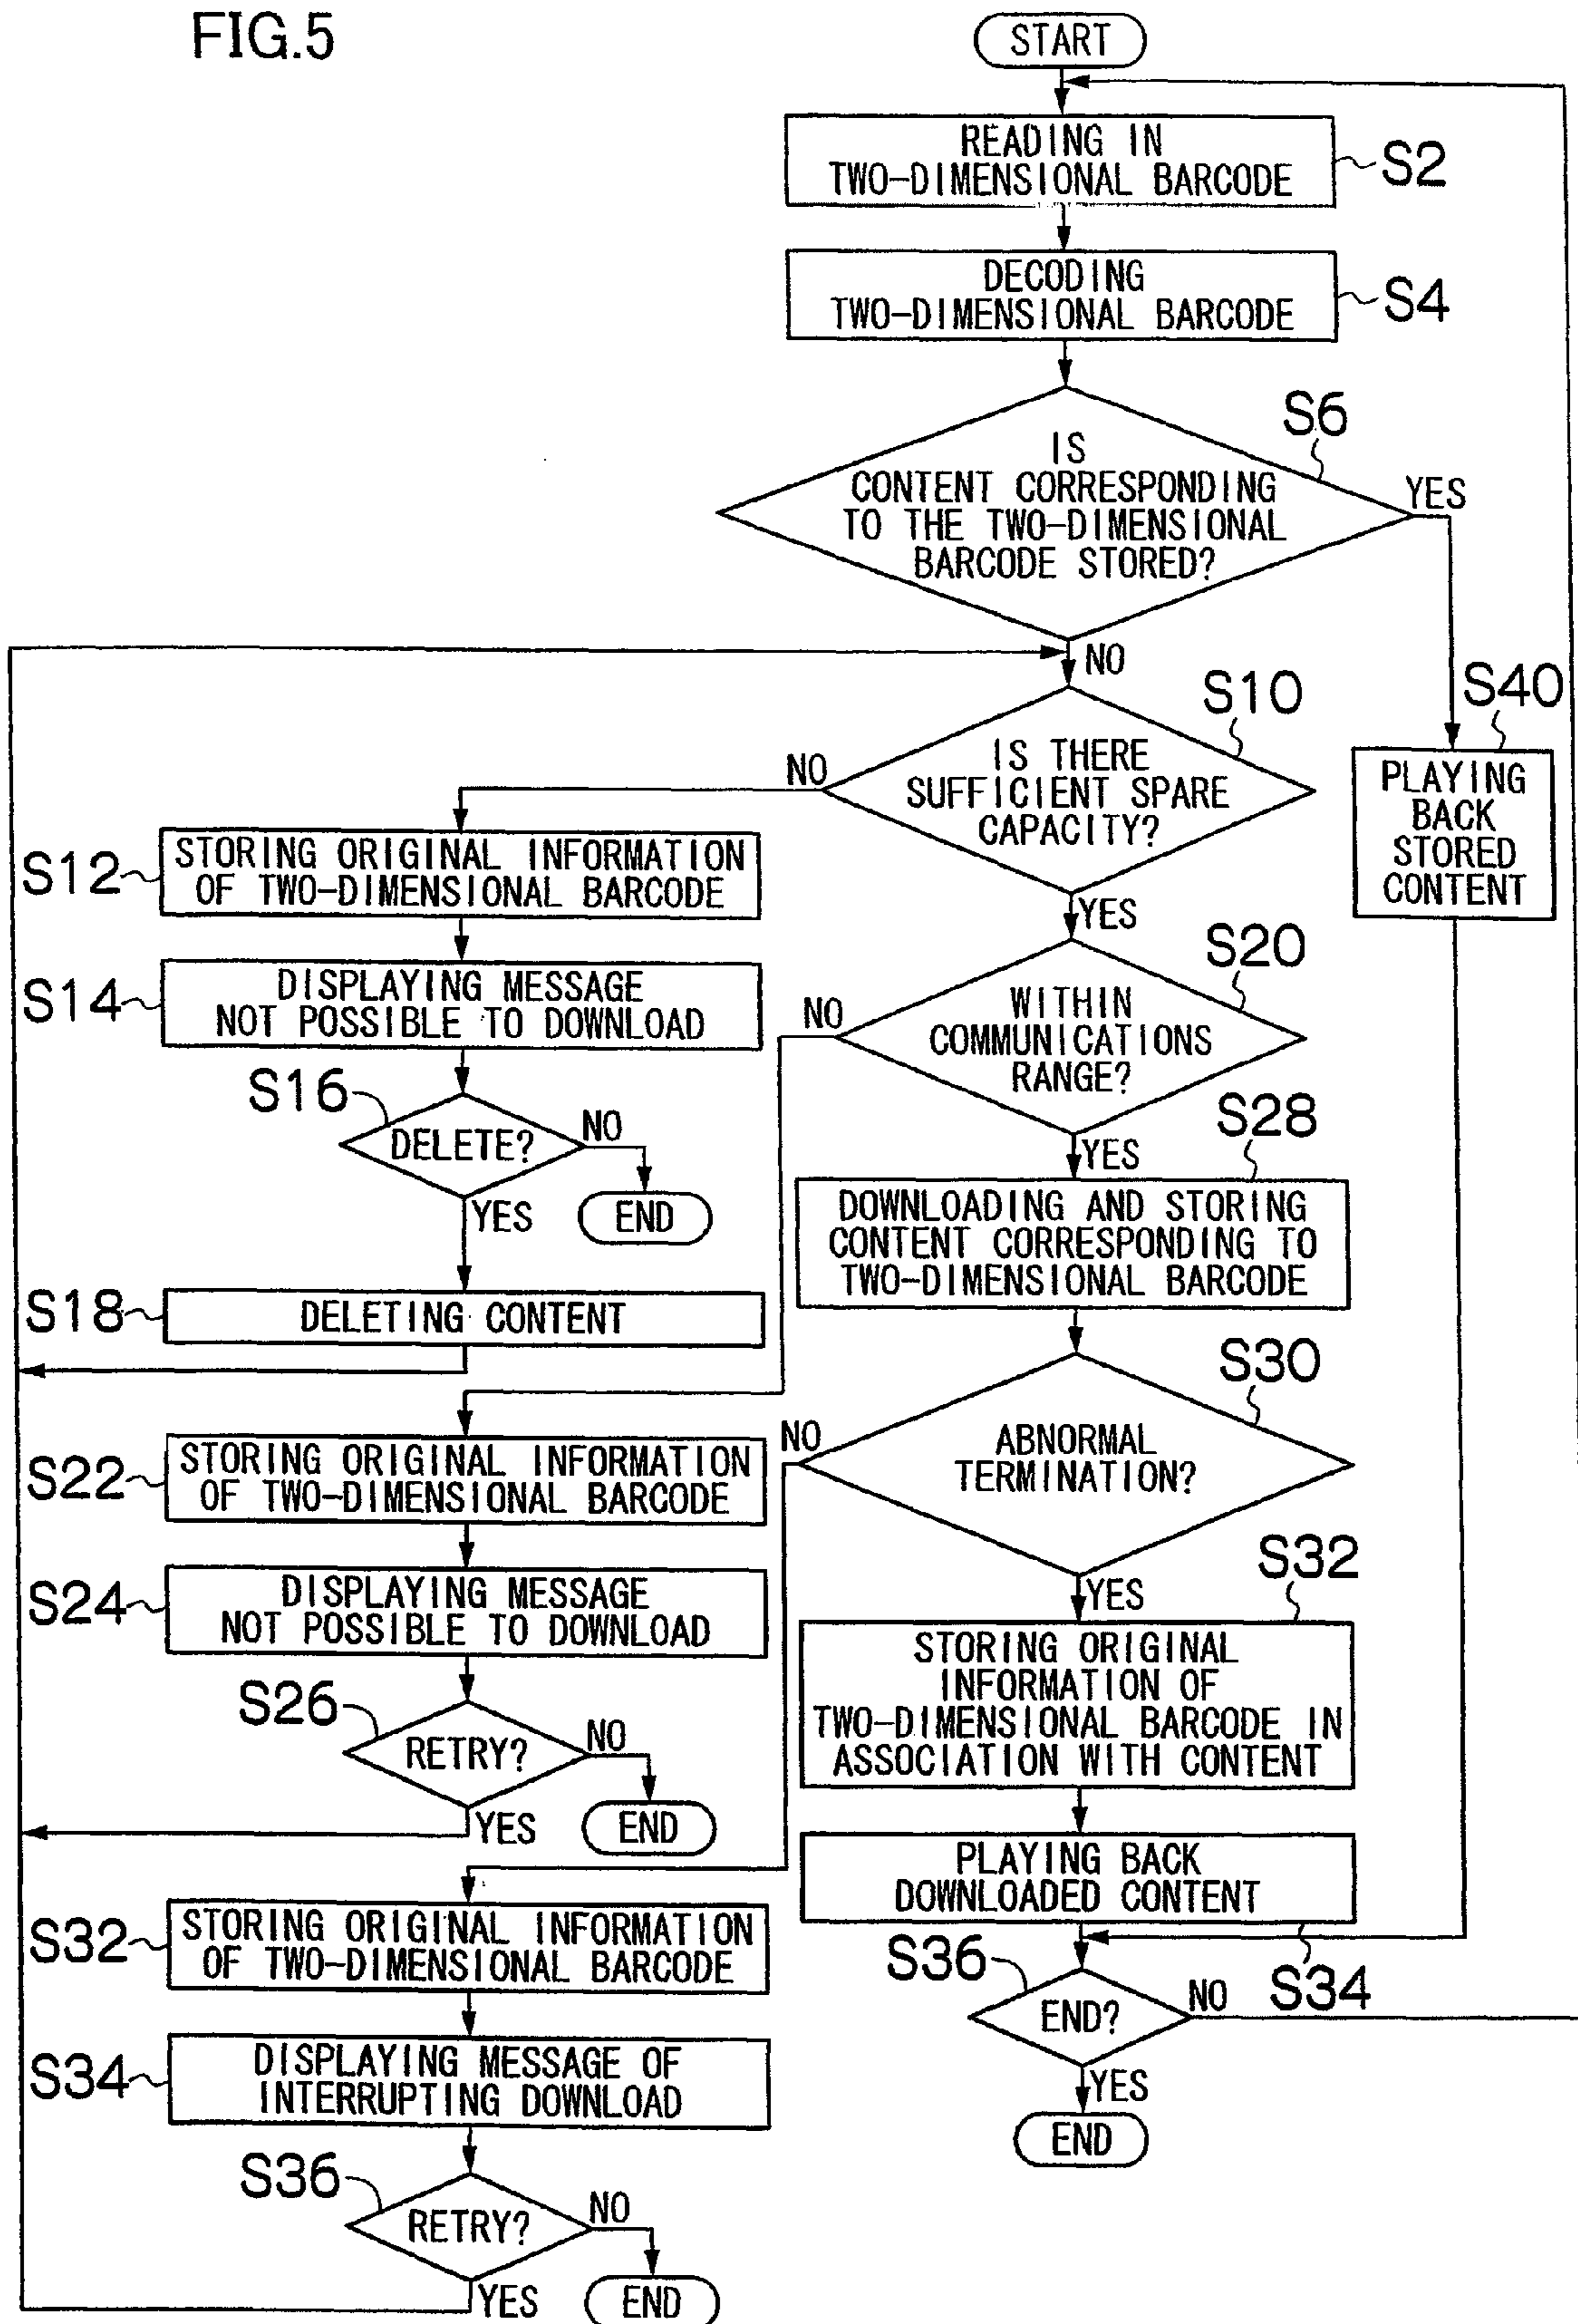 FIG.5
START
READING IN
TWO-DIMENSIONAL BARCODE
S2
DECODING
TWO-DIMENSIONAL BARCODE
S4
S6
IS
CONTENT CORRESPONDING
TO THE TWO-DIMENSIONAL
BARCODE STORED?
YES
NO
S40
PLAYING
BACK
STORED
CONTENT
S10
IS THERE
SUFFICIENT SPARE
CAPACITY?
NO
YES
S12
STORING ORIGINAL INFORMATION
OF TWO-DIMENSIONAL BARCODE
S14
DISPLAYING MESSAGE
NOT POSSIBLE TO DOWNLOAD
S16
DELETE?
NO
END
YES
S18
DELETING CONTENT
S20
WITHIN
COMMUNICATIONS
RANGE?
NO
YES
S28
DOWNLOADING AND STORING
CONTENT CORRESPONDING TO
TWO-DIMENSIONAL BARCODE
S22
STORING ORIGINAL INFORMATION
OF TWO-DIMENSIONAL BARCODE
S24
DISPLAYING MESSAGE
NOT POSSIBLE TO DOWNLOAD
S26
RETRY?
NO
END
YES
S30
ABNORMAL
TERMINATION?
NO
YES
S32
STORING ORIGINAL
INFORMATION OF
TWO-DIMENSIONAL BARCODE IN
ASSOCIATION WITH CONTENT
PLAYING BACK
DOWNLOADED CONTENT
S34
S36
END?
NO
YES
END
S32
STORING ORIGINAL INFORMATION
OF TWO-DIMENSIONAL BARCODE
S34
DISPLAYING MESSAGE OF
INTERRUPTING DOWNLOAD
S36
RETRY?
NO
END
YES